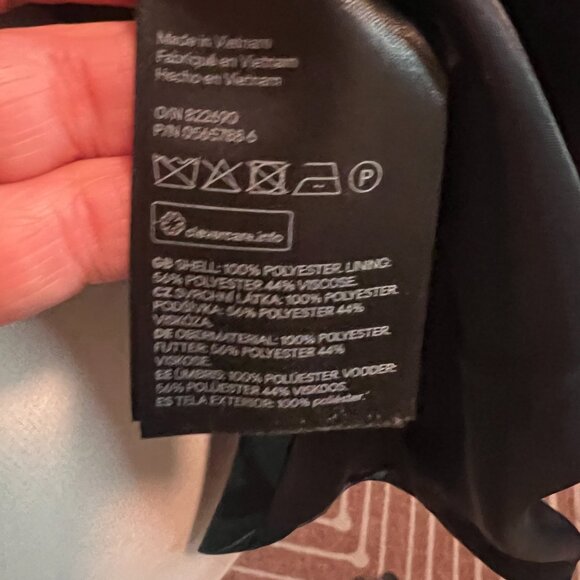 Made in Vietnam
Fabriqué en Vietnam
Hecho en Vietnam
O/N 822690
P/N 0565788-6
P
clevercare.info
GB SHELL: 100% POLYESTER. LINING:
56% POLYESTER 44% VISCOSE.
CZ SVRCHNÍ LÁTKA: 100% POLYESTER.
PODŠÍVKA: 56% POLYESTER 44%
VISKÓZA.
DE OBERMATERIAL: 100% POLYESTER.
FUTTER: 56% POLYESTER 44%
VISKOSE.
EE ÜMBRIS: 100% POLÜESTER. VOODER:
56% POLÜESTER 44% VISKOOS.
ES TELA EXTERIOR: 100% poliéster.